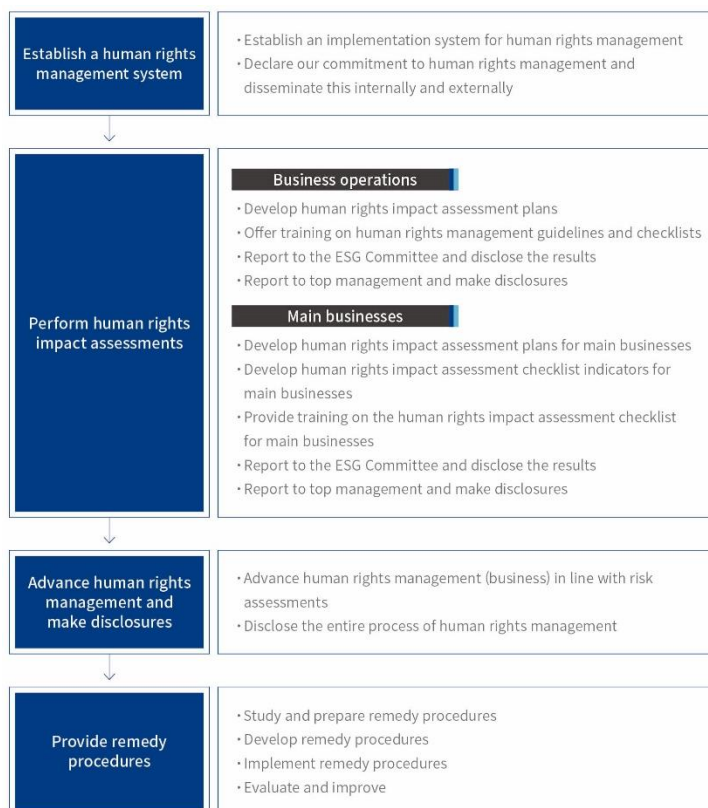 Establish a human rights
management system
· Establish an implementation system for human rights management
· Declare our commitment to human rights management and
disseminate this internally and externally
Perform human rights
impact assessments
Business operations
· Develop human rights impact assessment plans
· Offer training on human rights management guidelines and checklists
· Report to the ESG Committee and disclose the results
· Report to top management and make disclosures
Main businesses
· Develop human rights impact assessment plans for main businesses
· Develop human rights impact assessment checklist indicators for
main businesses
· Provide training on the human rights impact assessment checklist
for main businesses
· Report to the ESG Committee and disclose the results
· Report to top management and make disclosures
Advance human rights
management and
make disclosures
· Advance human rights management (business) in line with risk
assessments
· Disclose the entire process of human rights management
Provide remedy
procedures
· Study and prepare remedy procedures
· Develop remedy procedures
· Implement remedy procedures
· Evaluate and improve